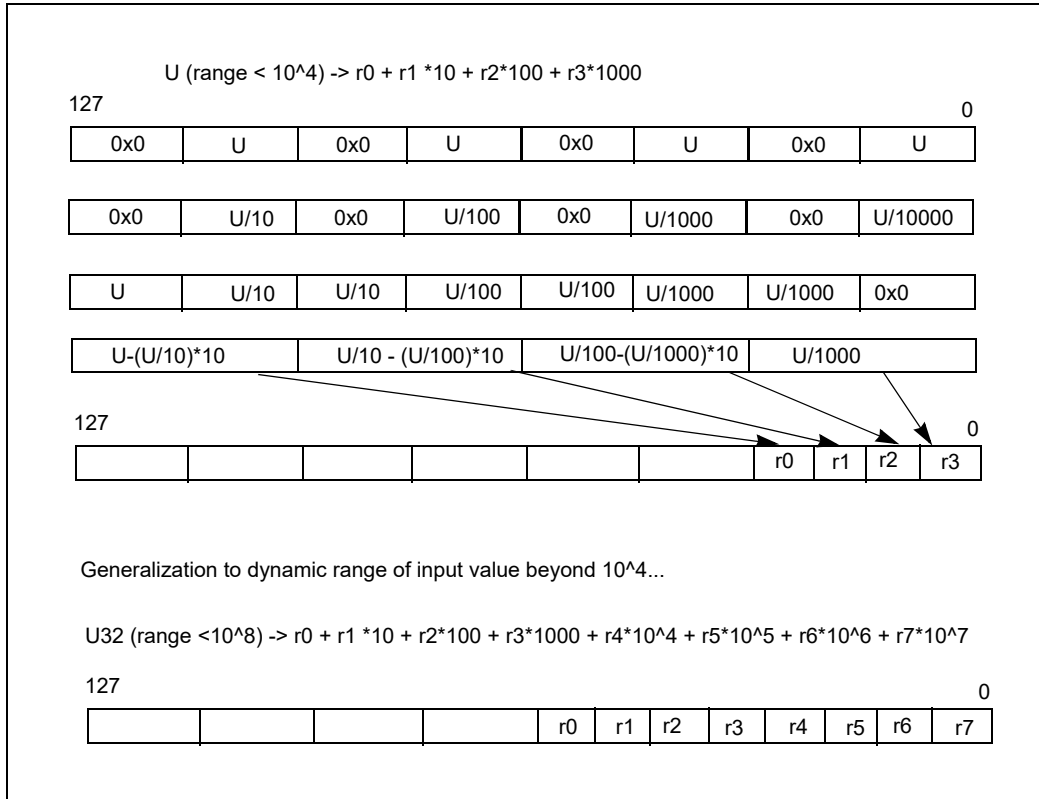 U (range < 10^4) -> r0 + r1 *10 + r2*100 + r3*1000
127 0
0x0 U 0x0 U 0x0 U 0x0 U
0x0 U/10 0x0 U/100 0x0 U/1000 0x0 U/10000
U U/10 U/10 U/100 U/100 U/1000 U/1000 0x0
U-(U/10)*10 U/10 - (U/100)*10 U/100-(U/1000)*10 U/1000
127 0
r0 r1 r2 r3
Generalization to dynamic range of input value beyond 10^4...
U32 (range <10^8) -> r0 + r1 *10 + r2*100 + r3*1000 + r4*10^4 + r5*10^5 + r6*10^6 + r7*10^7
127 0
r0 r1 r2 r3 r4 r5 r6 r7